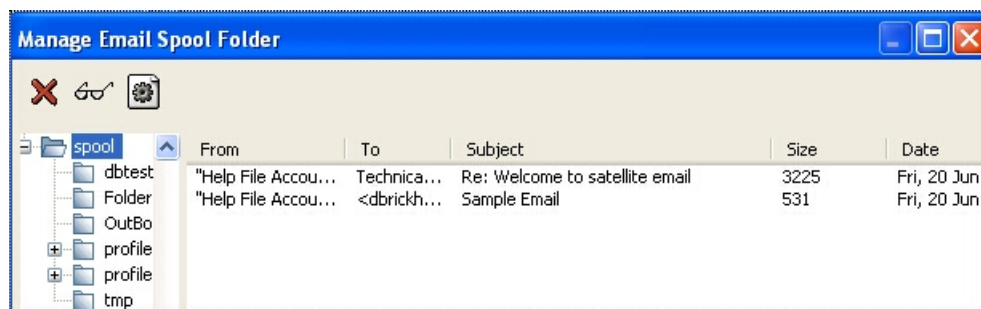 Manage Email Spool Folder
spool
From To Subject Size Date
dbtest
"Help File Accou... Technica... Re: Welcome to satellite email 3225 Fri, 20 Jun
Folder
"Help File Accou... <dbrickh... Sample Email 531 Fri, 20 Jun
OutBo
profile
profile
tmp